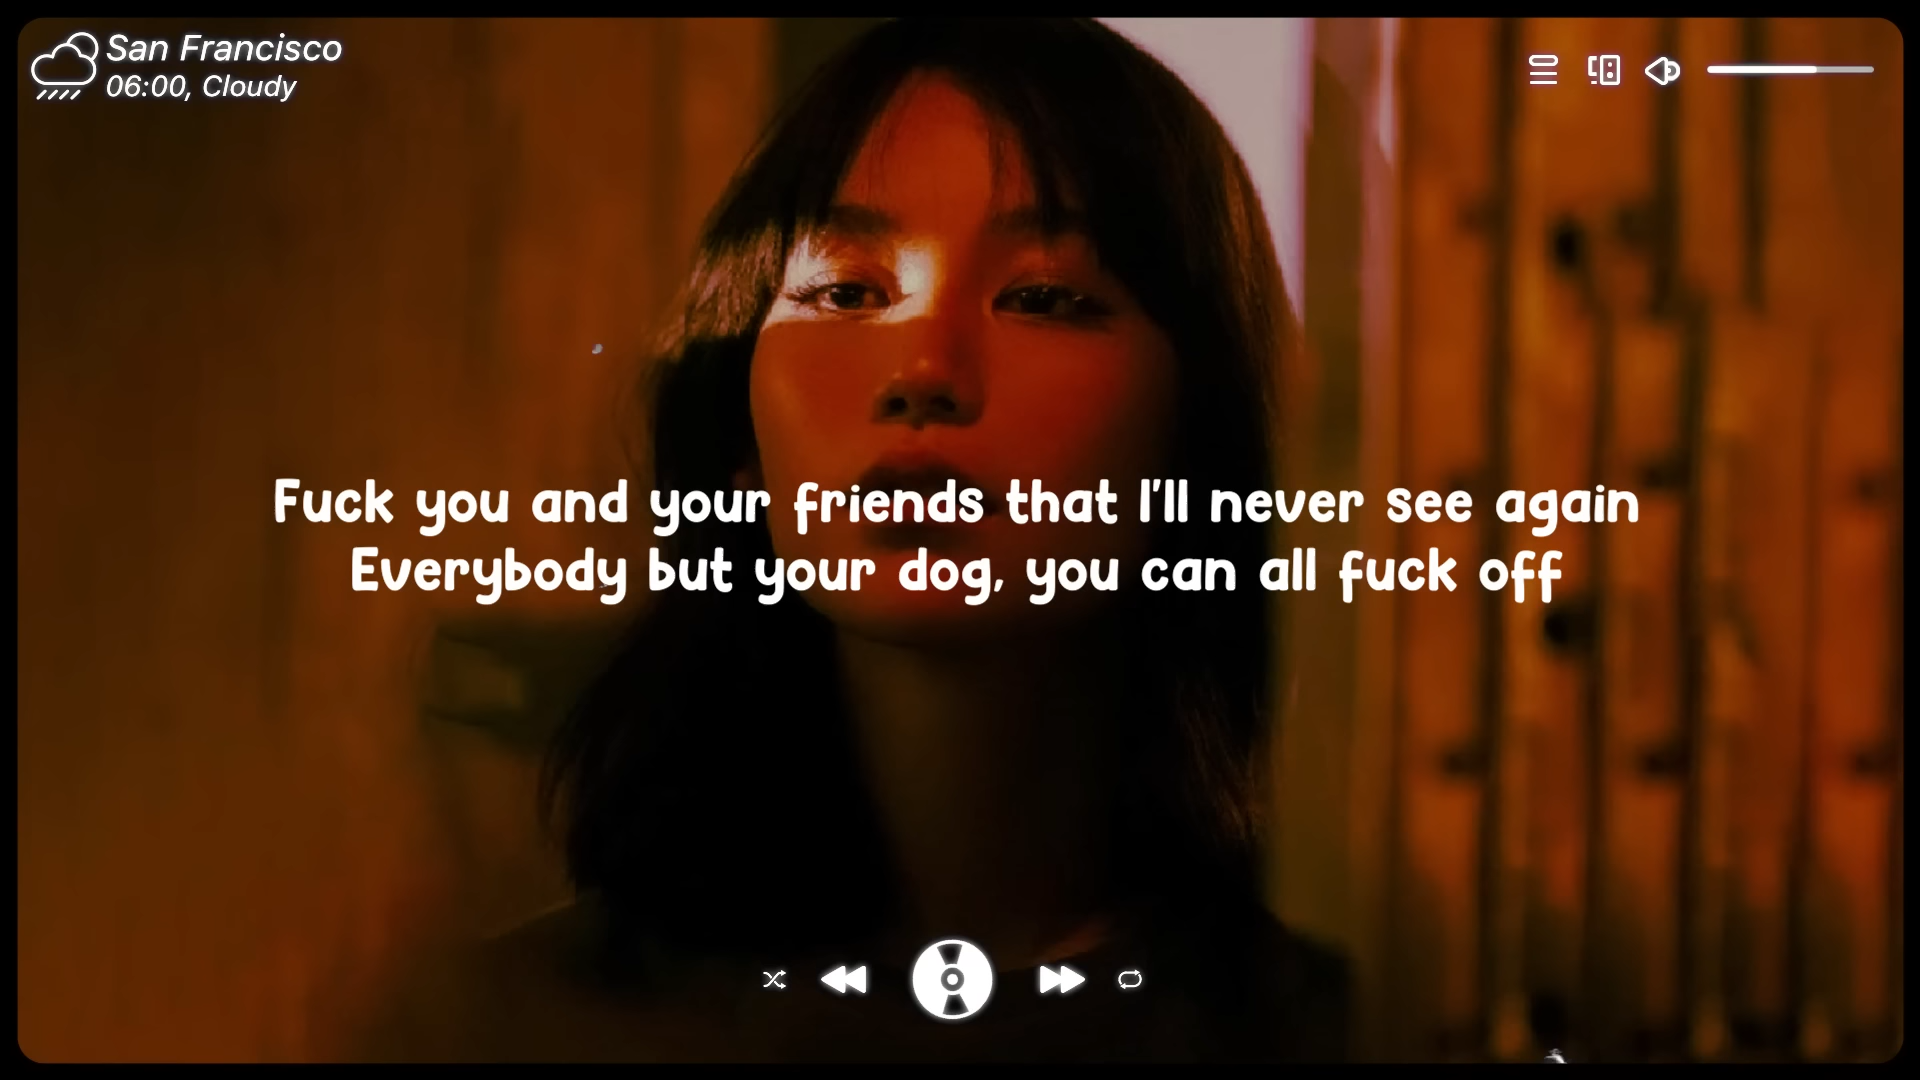 San Francisco
06:00, Cloudy
Fuck you and your friends that I'll never see again
Everybody but your dog, you can all fuck off